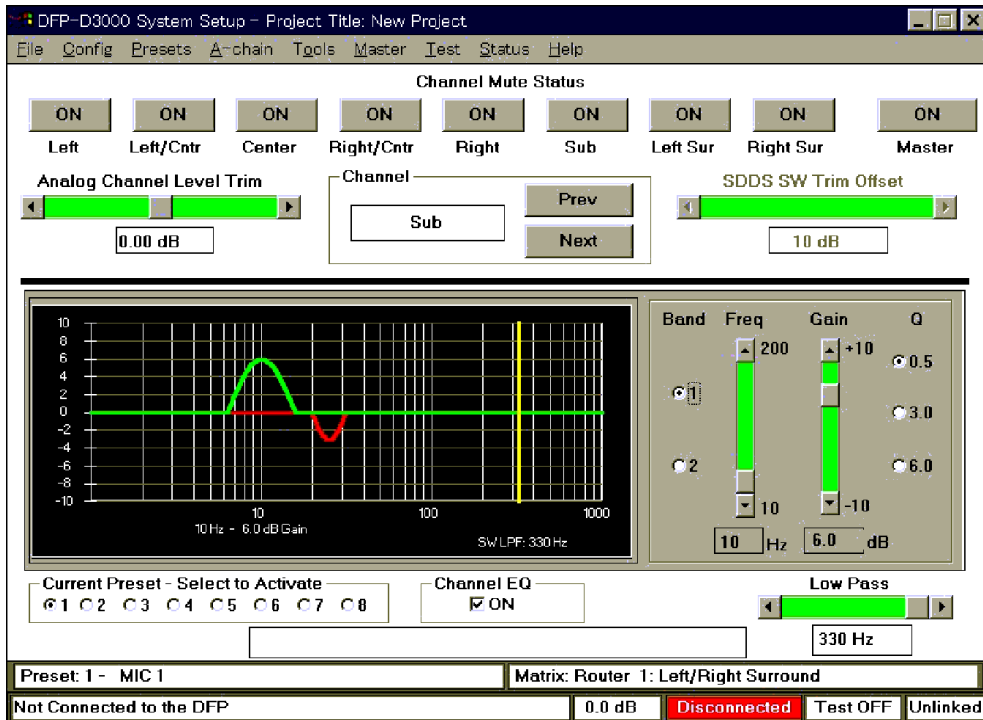 DFP-D3000 System Setup - Project Title: New Project
File Config Presets A-chain Tools Master Test Status Help
Channel Mute Status
ON ON ON ON ON ON ON ON ON
Left Left/Cntr Center Right/Cntr Right Sub Left Sur Right Sur Master
Analog Channel Level Trim
0.00 dB
Channel
Sub
Prev
Next
SDDS SW Trim Offset
10 dB
10
8
6
4
2
0
-2
-4
-6
-8
-10
10 100 1000
10 Hz - 6.0 dB Gain
SW LPF: 330 Hz
Band Freq Gain Q
200 +10 0.5
1 3.0
2 6.0
10 -10
10 Hz 6.0 dB
Current Preset - Select to Activate
1 2 3 4 5 6 7 8
Channel EQ
ON
Low Pass
330 Hz
Preset: 1 - MIC 1
Matrix: Router 1: Left/Right Surround
Not Connected to the DFP 0.0 dB Disconnected Test OFF Unlinked